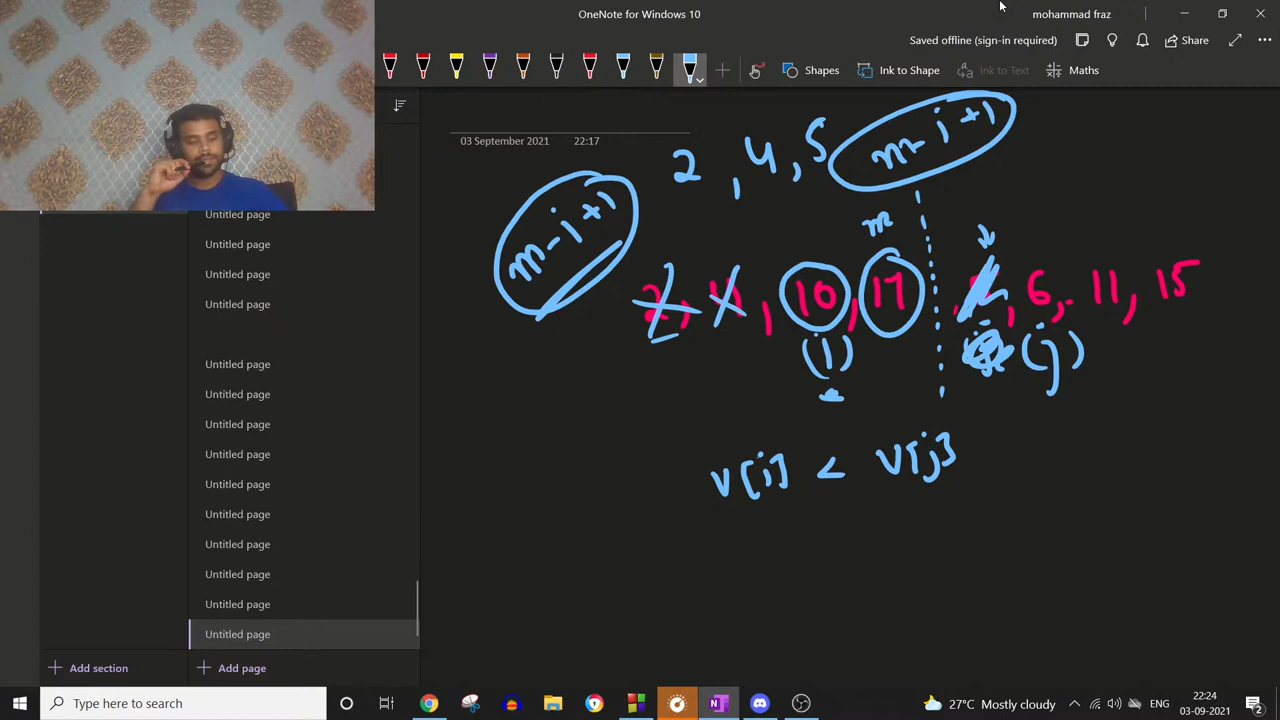 OneNote for Windows 10
mohammad fraz
Saved offline (sign-in required)
Share
Shapes
Ink to Shape
Ink to Text
Maths
03 September 2021 22:17
2, 4, 5
m-i+1
m-i+1
m
2, 4, 10, 17, 6, 11, 15
(i) (j)
v[i] < v[j]
Untitled page
Untitled page
Untitled page
Untitled page
Untitled page
Untitled page
Untitled page
Untitled page
Untitled page
Untitled page
Untitled page
Untitled page
Untitled page
Untitled page
Add section
Add page
Type here to search
27°C Mostly cloudy
ENG
22:24
03-09-2021
2